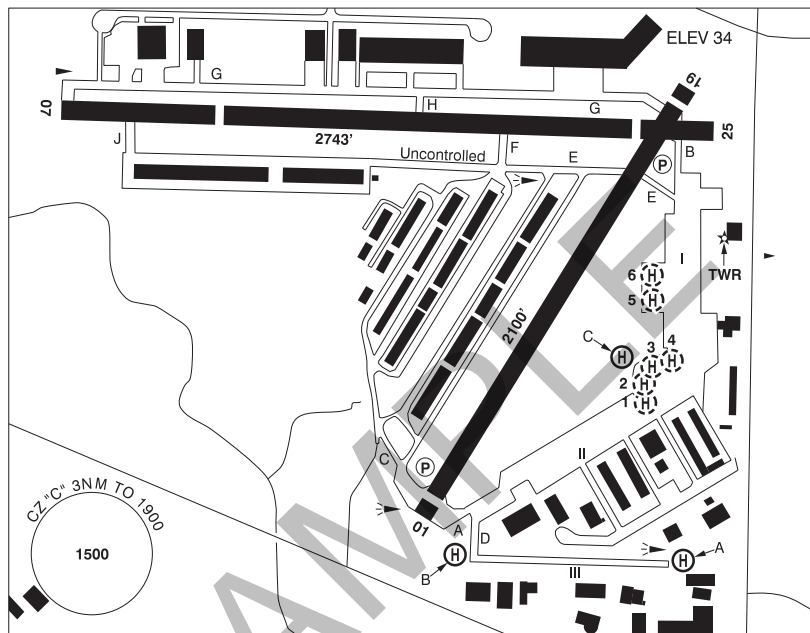 ELEV 34
G
19
07
H
G
25
J
2743'
F
B
Uncontrolled
E
P
E
I
TWR
6 H
5 H
2100'
C
H
3
4
H
H
2 H
1 H
C
P
II
CZ "C" 3NM TO 1900
1500
01
A
D
H
B
III
H
A
SAMPLE